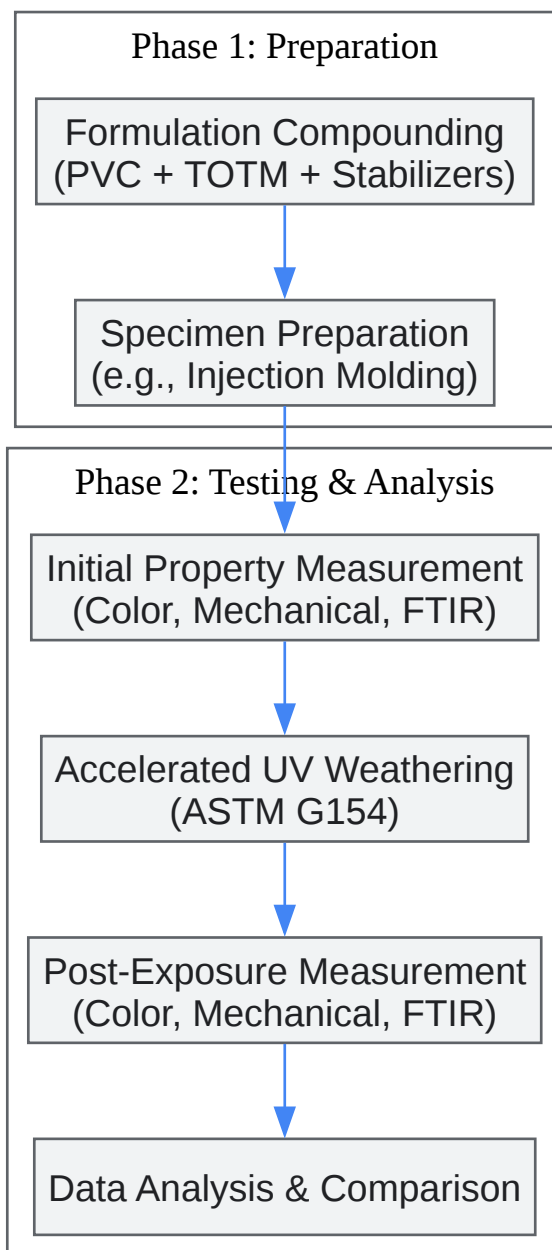 Phase 1: Preparation
Formulation Compounding
(PVC + TOTM + Stabilizers)
Specimen Preparation
(e.g., Injection Molding)
Phase 2: Testing & Analysis
Initial Property Measurement
(Color, Mechanical, FTIR)
Accelerated UV Weathering
(ASTM G154)
Post-Exposure Measurement
(Color, Mechanical, FTIR)
Data Analysis & Comparison